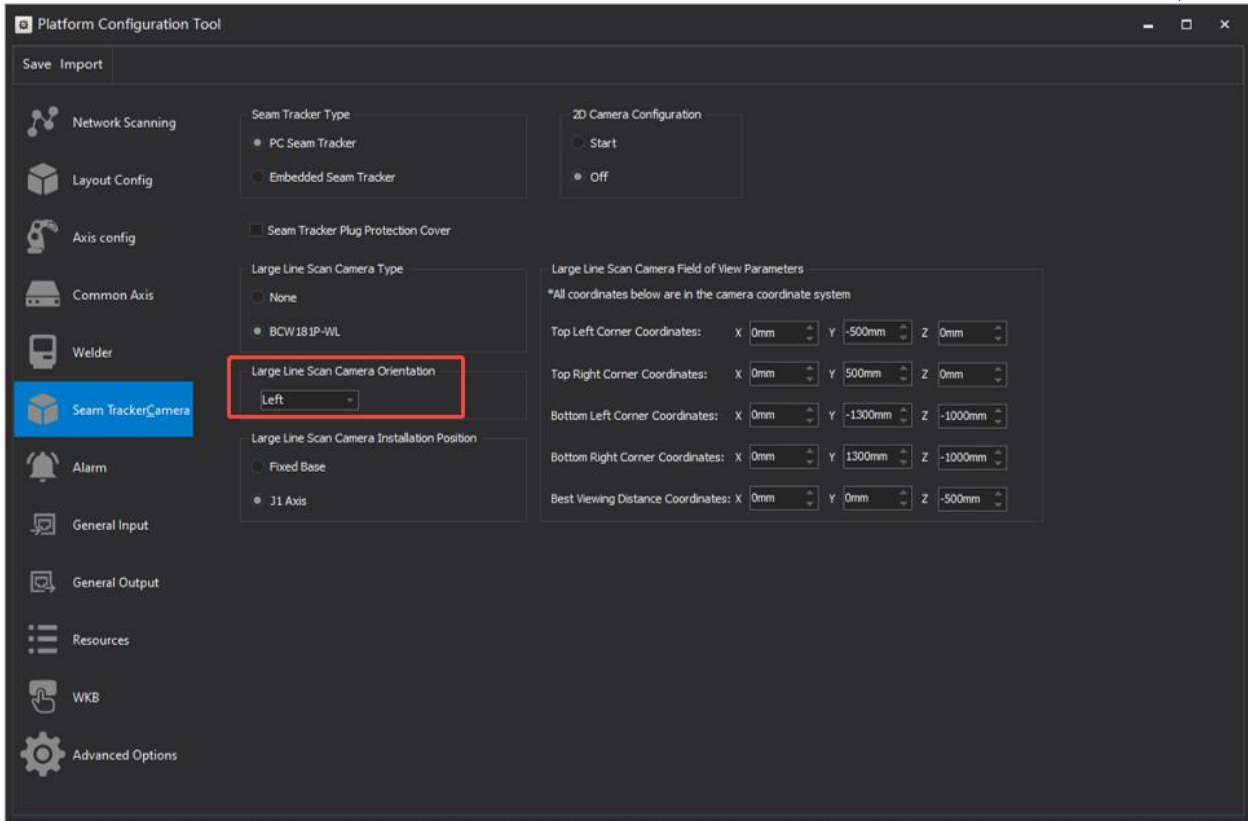 Platform Configuration Tool
Save Import
Network Scanning
Layout Config
Axis config
Common Axis
Welder
Seam TrackerCamera
Alarm
General Input
General Output
Resources
WKB
Advanced Options
Seam Tracker Type
PC Seam Tracker
Embedded Seam Tracker
2D Camera Configuration
Start
Off
Seam Tracker Plug Protection Cover
Large Line Scan Camera Type
None
BCW181P-WL
Large Line Scan Camera Orientation
Left
Large Line Scan Camera Installation Position
Fixed Base
J1 Axis
Large Line Scan Camera Field of View Parameters
*All coordinates below are in the camera coordinate system
Top Left Corner Coordinates: X 0mm Y -500mm Z 0mm
Top Right Corner Coordinates: X 0mm Y 500mm Z 0mm
Bottom Left Corner Coordinates: X 0mm Y -1300mm Z -1000mm
Bottom Right Corner Coordinates: X 0mm Y 1300mm Z -1000mm
Best Viewing Distance Coordinates: X 0mm Y 0mm Z -500mm